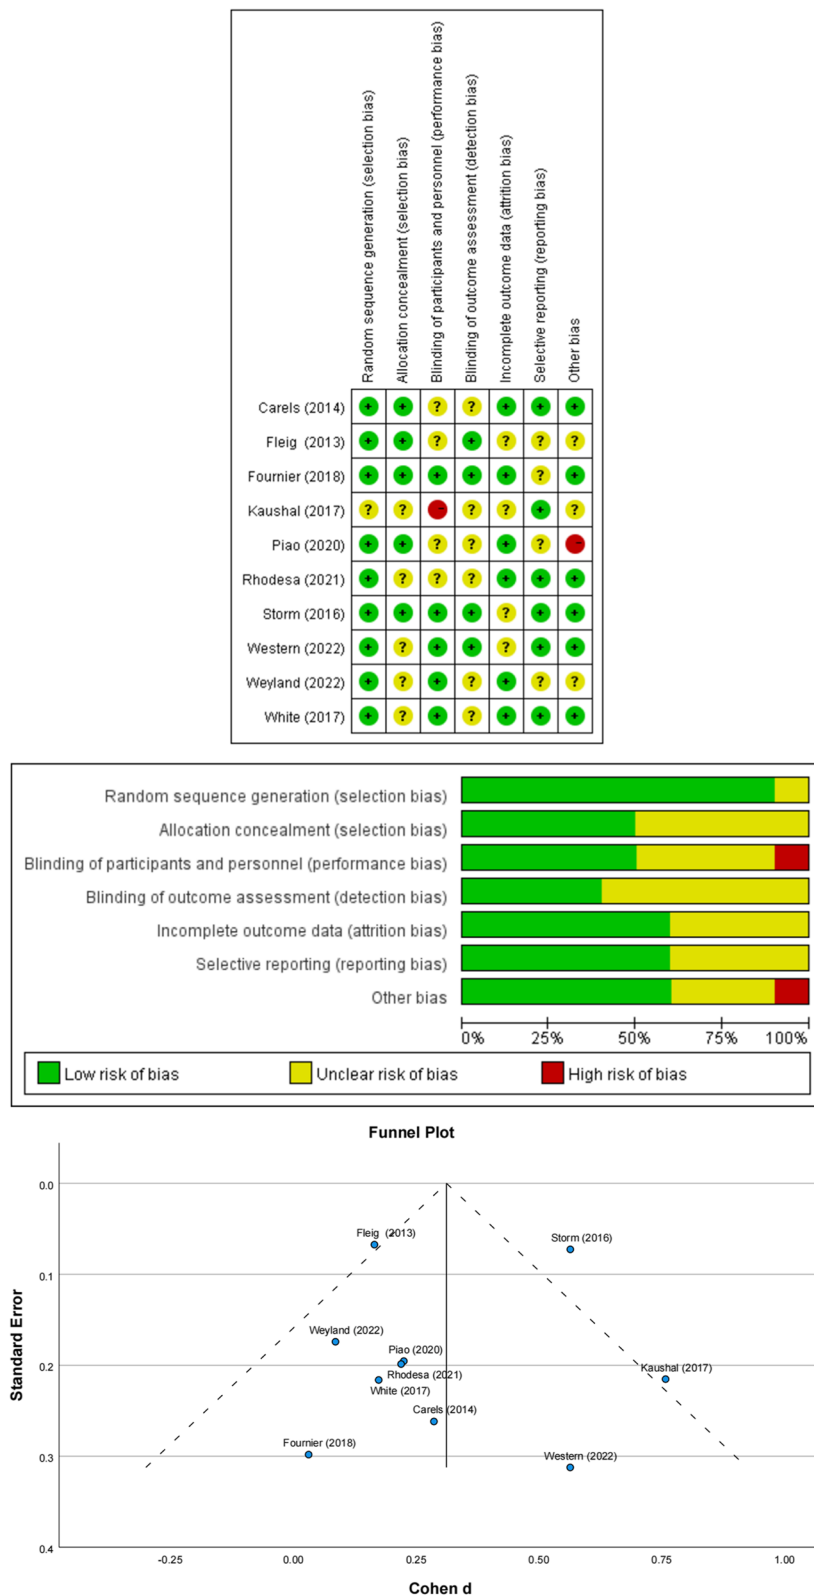 Random sequence generation (selection bias)
Allocation concealment (selection bias)
Blinding of participants and personnel (performance bias)
Blinding of outcome assessment (detection bias)
Incomplete outcome data (attrition bias)
Selective reporting (reporting bias)
Other bias
Carels (2014) + + ? ? + + +
Fleig (2013) + + ? + ? ? ?
Fournier (2018) + + + + + ? +
Kaushal (2017) ? ? - ? ? + ?
Piao (2020) + + ? ? + ? -
Rhodesa (2021) + ? ? ? + + +
Storm (2016) + + + + ? + +
Western (2022) + ? + + ? + +
Weyland (2022) + ? + ? + ? ?
White (2017) + ? + ? + + +
Random sequence generation (selection bias)
Allocation concealment (selection bias)
Blinding of participants and personnel (performance bias)
Blinding of outcome assessment (detection bias)
Incomplete outcome data (attrition bias)
Selective reporting (reporting bias)
Other bias
0% 25% 50% 75% 100%
Low risk of bias Unclear risk of bias High risk of bias
Funnel Plot
Standard Error
0.0
0.1
0.2
0.3
0.4
Fleig (2013)
Storm (2016)
Weyland (2022)
Piao (2020)
Kaushal (2017)
Rhodesa (2021)
White (2017)
Carels (2014)
Fournier (2018)
Western (2022)
-0.25 0.00 0.25 0.50 0.75 1.00
Cohen d